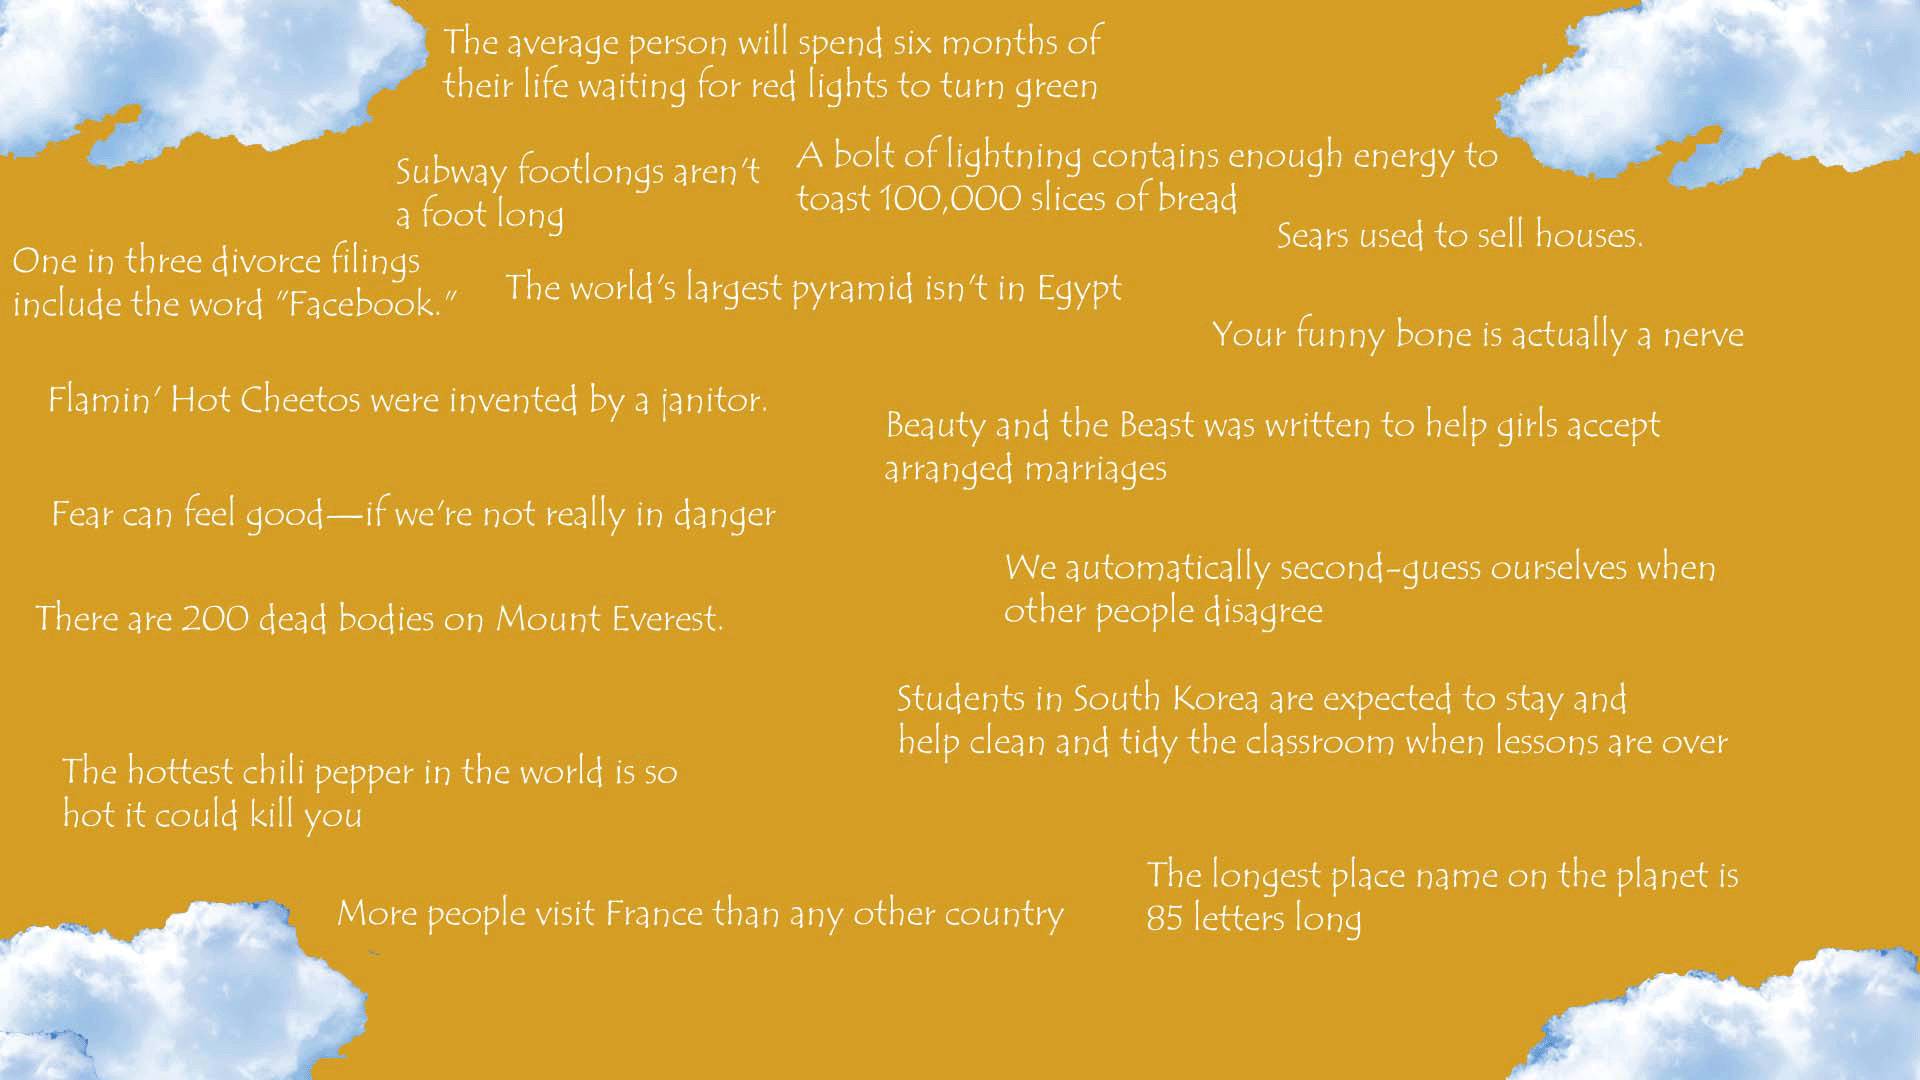 The average person will spend six months of
their life waiting for red lights to turn green
Subway footlongs aren't
a foot long
A bolt of lightning contains enough energy to
toast 100,000 slices of bread
Sears used to sell houses.
One in three divorce filings
include the word "Facebook."
The world's largest pyramid isn't in Egypt
Your funny bone is actually a nerve
Flamin' Hot Cheetos were invented by a janitor.
Beauty and the Beast was written to help girls accept
arranged marriages
Fear can feel good—if we're not really in danger
We automatically second-guess ourselves when
other people disagree
There are 200 dead bodies on Mount Everest.
Students in South Korea are expected to stay and
help clean and tidy the classroom when lessons are over
The hottest chili pepper in the world is so
hot it could kill you
The longest place name on the planet is
85 letters long
More people visit France than any other country